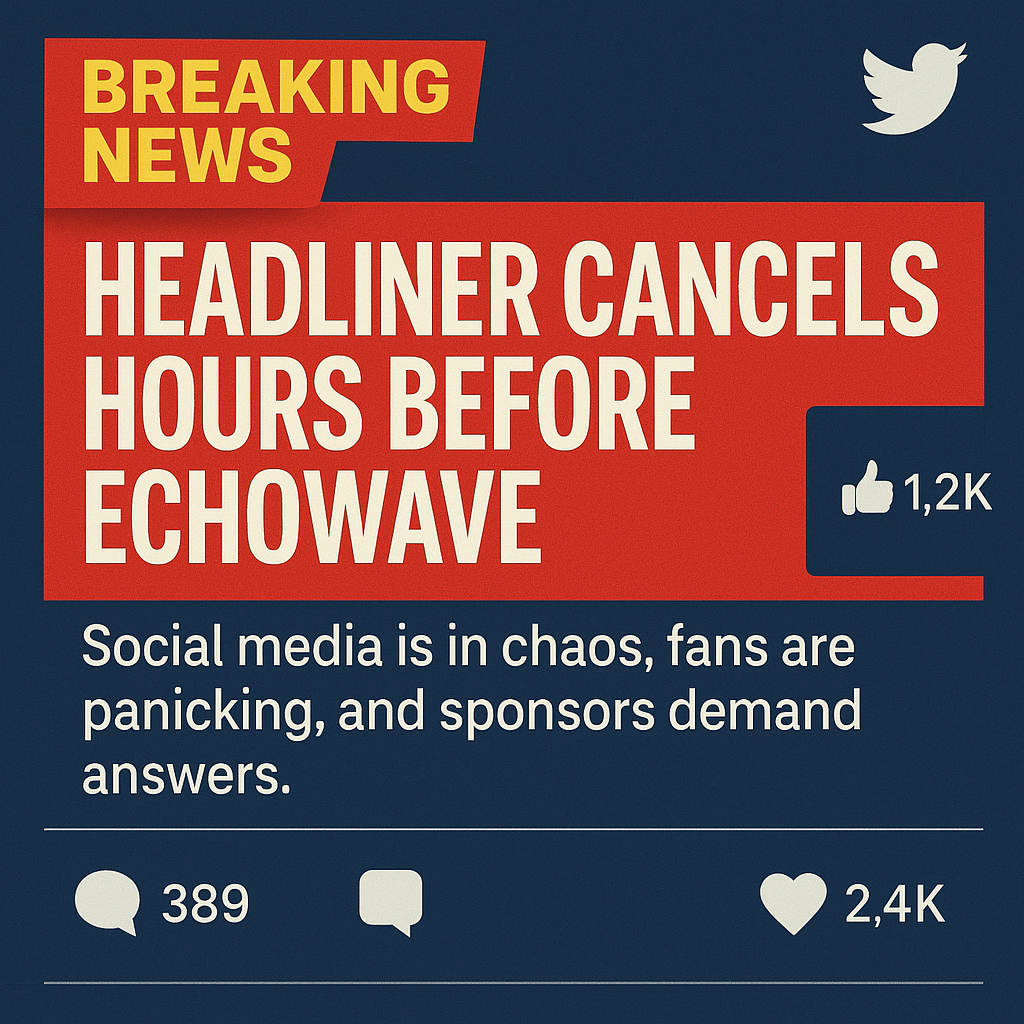 BREAKING
NEWS
HEADLINER CANCELS
HOURS BEFORE
ECHOWAVE
1,2K
Social media is in chaos, fans are
panicking, and sponsors demand
answers.
389
2,4K